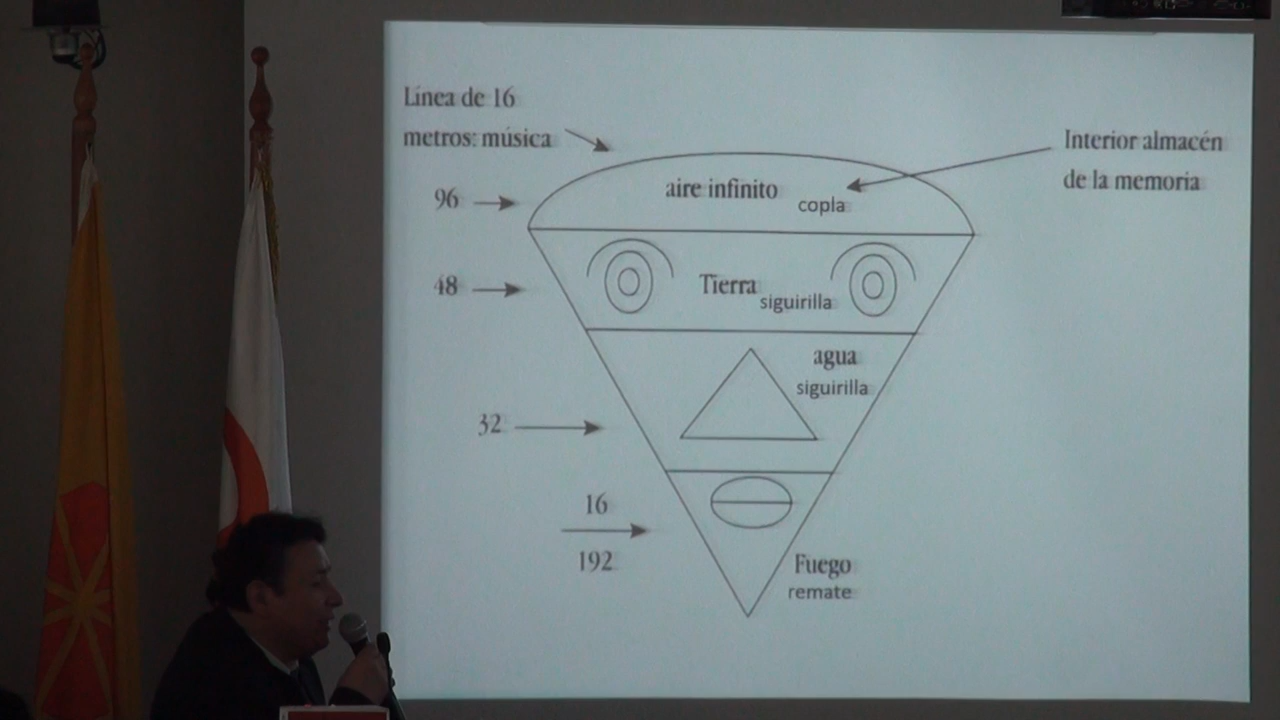 Línea de 16
metros: música
Interior almacén
de la memoria
96
aire infinito
copla
48
Tierra
siguirilla
agua
siguirilla
32
16
192
Fuego
remate